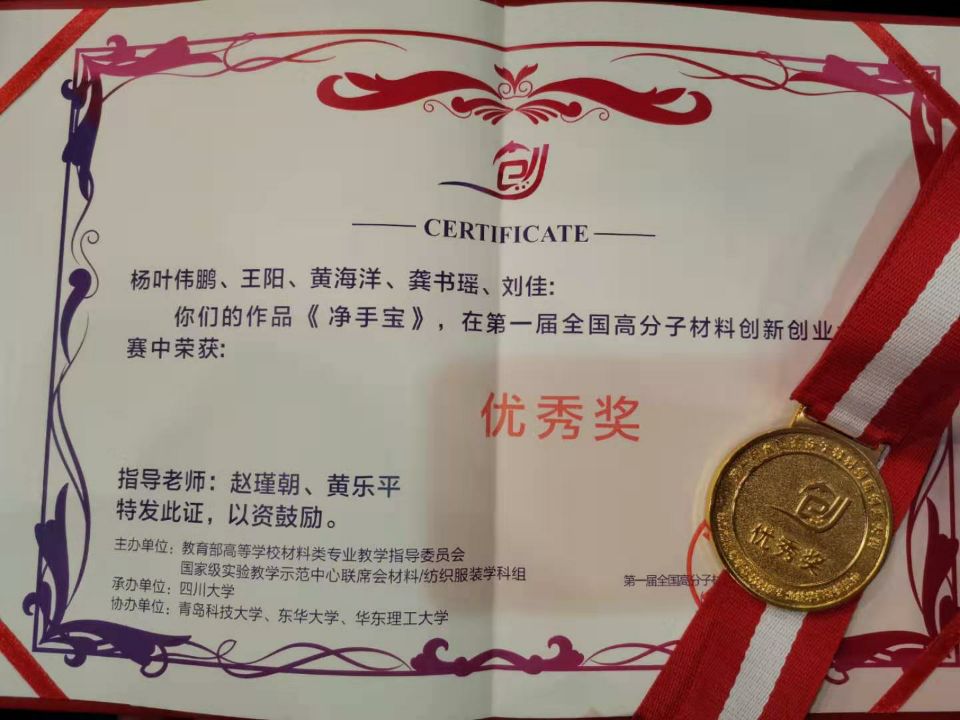 CERTIFICATE
杨叶伟鹏、王阳、黄海洋、龚书瑶、刘佳:
你们的作品《净手宝》，在第一届全国高分子材料创新创业
赛中荣获:
优秀奖
指导老师：赵瑾朝、黄乐平
特发此证，以资鼓励。
主办单位：教育部高等学校材料类专业教学指导委员会
国家级实验教学示范中心联席会材料/纺织服装学科组
承办单位：四川大学
协办单位：青岛科技大学、东华大学、华东理工大学
第一届全国高分子材
优秀奖